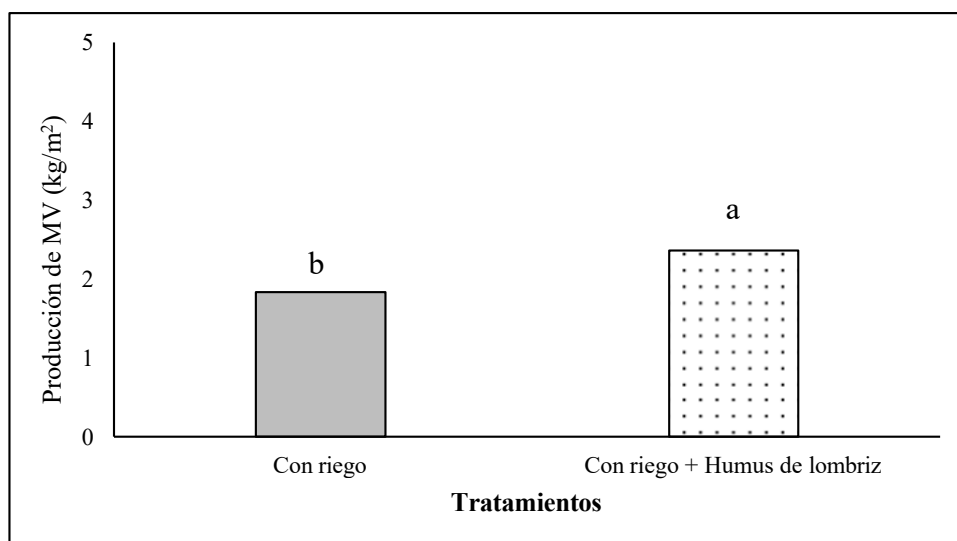 Producción de MV (kg/m²)
5
4
3
2
1
0
b
a
Con riego
Con riego + Humus de lombriz
Tratamientos